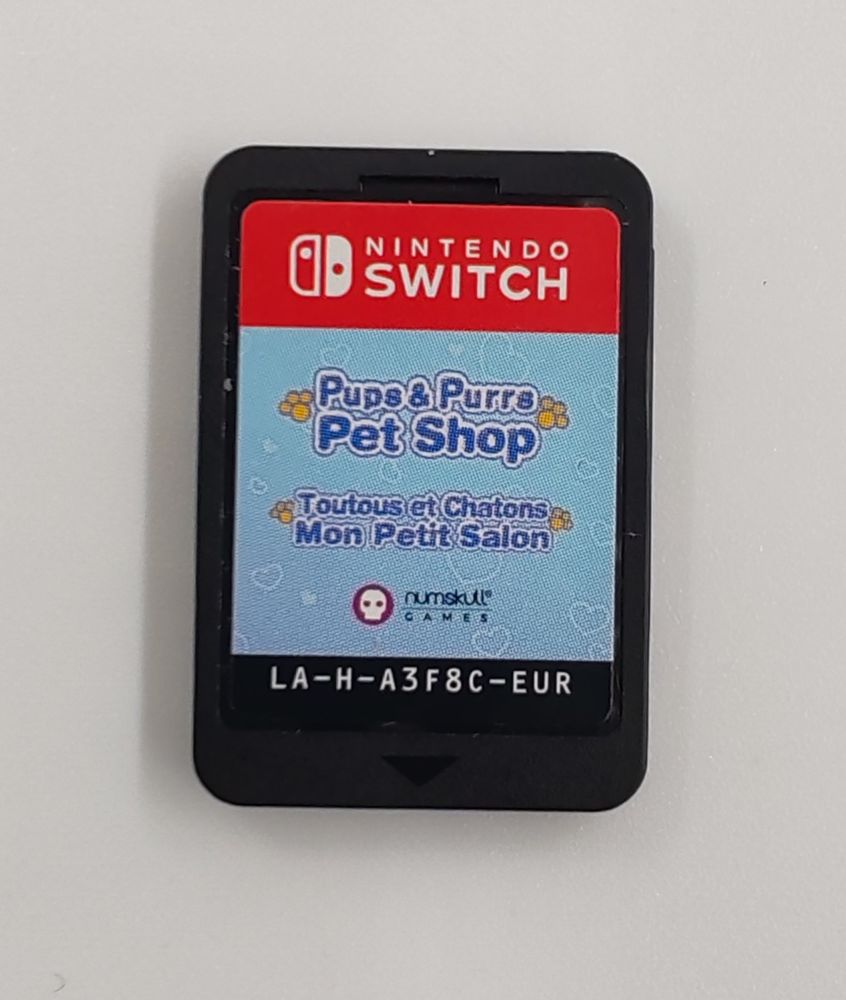 NINTENDO
SWITCH
Pups & Purrs
Pet Shop
Toutous et Chatons
Mon Petit Salon
numskull®
GAMES
LA-H-A3F8C-EUR